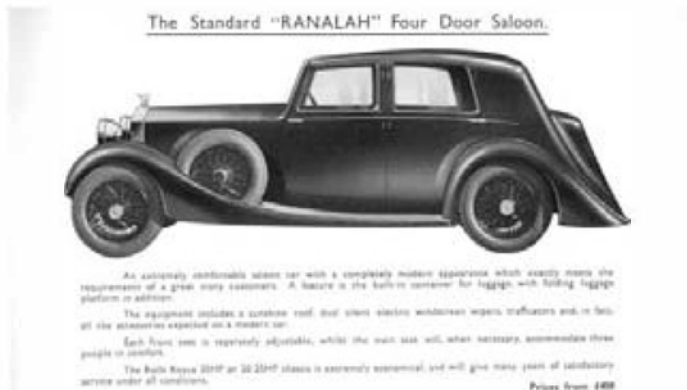 The Standard "RANALAH" Four Door Saloon.
An extremely comfortable saloon car with a completely modern appearance which exactly meets the
requirements of a great many customers. A feature is the built-in container for luggage, with folding luggage
platform in addition.
The equipment includes a sunshine roof, dual silent electric windscreen wipers, trafficators and, in fact,
all the accessories expected on a modern car.
Each front seat is separately adjustable, whilst the main seat will, when necessary, accommodate three
people in comfort.
The Rolls Royce 20HP or 20/25HP chassis is extremely economical, and will give many years of satisfactory
service under all conditions.
Prices from